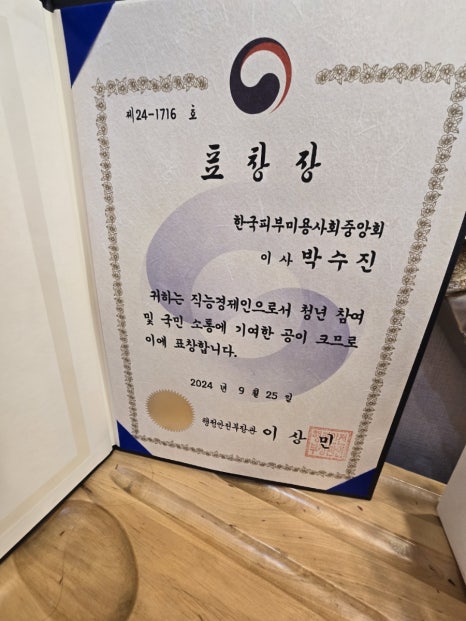 제24-1716 호
표 창 장
한국피부미용사회중앙회
이 사 박 수 진
귀하는 직능경제인으로서 청년 참여
및 국민 소통에 기여한 공이 크므로
이에 표창합니다.
2024 년 9 월 25 일
행정안전부장관 이 상 민